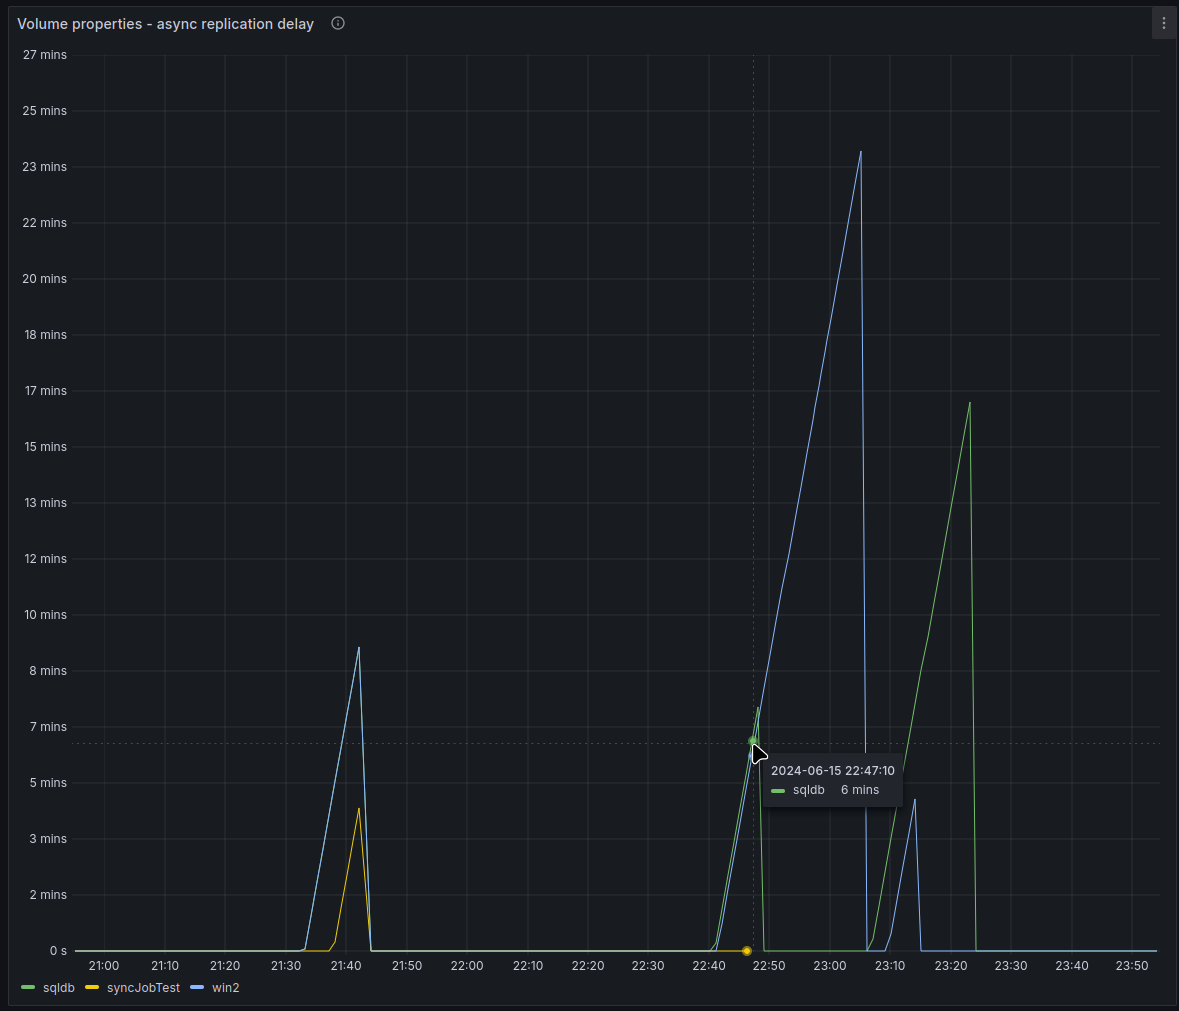 Volume properties - async replication delay
27 mins
25 mins
23 mins
22 mins
20 mins
18 mins
17 mins
15 mins
13 mins
12 mins
10 mins
8 mins
7 mins
5 mins
3 mins
2 mins
0 s
2024-06-15 22:47:10
sqldb 6 mins
21:00 21:10 21:20 21:30 21:40 21:50 22:00 22:10 22:20 22:30 22:40 22:50 23:00 23:10 23:20 23:30 23:40 23:50
sqldb syncJobTest win2